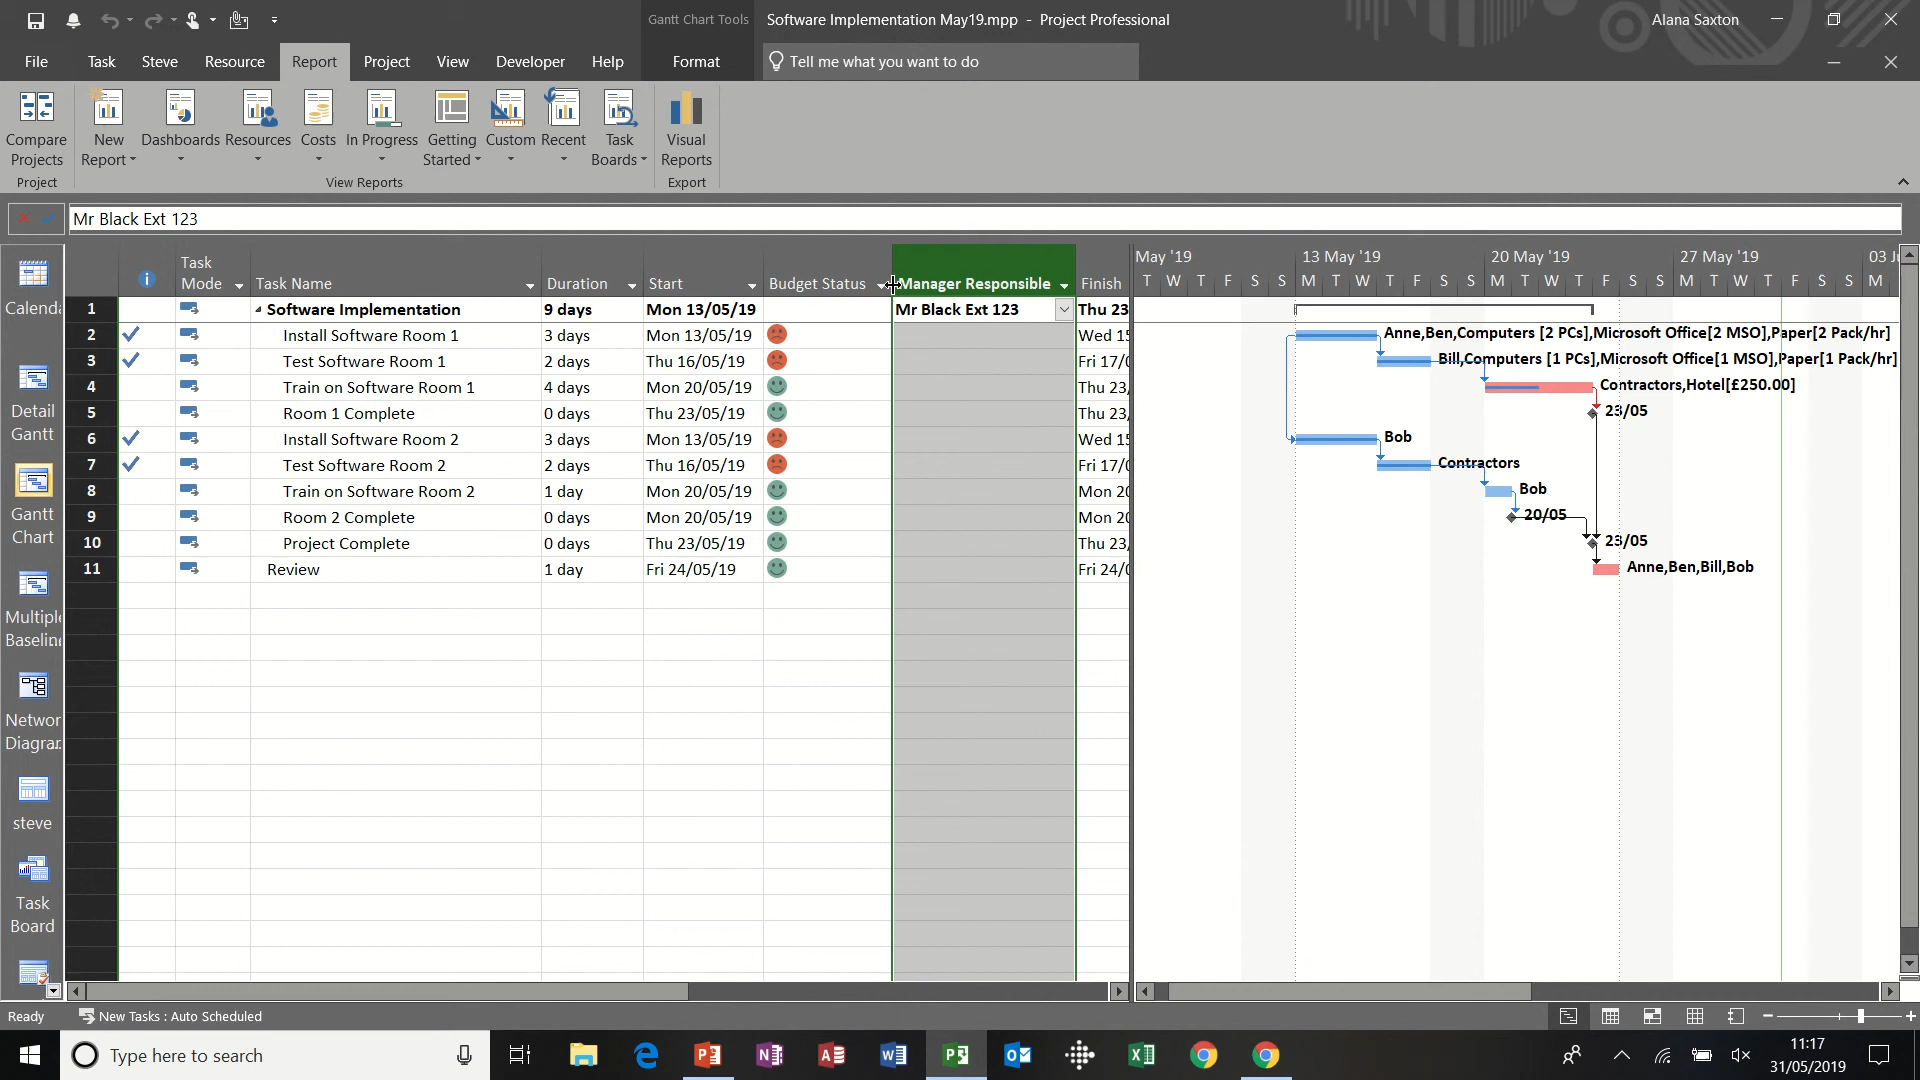 Gantt Chart Tools
Software Implementation May19.mpp - Project Professional
Alana Saxton
File Task Steve Resource Report Project View Developer Help Format Tell me what you want to do
Compare Projects
New Report
Dashboards
Resources
Costs
In Progress
Getting Started
Custom
Recent
Task Boards
Visual Reports
Project View Reports Export
Mr Black Ext 123
Task Mode Task Name Duration Start Budget Status Manager Responsible Finish
1 Software Implementation 9 days Mon 13/05/19 Mr Black Ext 123 Thu 23
2 Install Software Room 1 3 days Mon 13/05/19 Wed 15
3 Test Software Room 1 2 days Thu 16/05/19 Fri 17/0
4 Train on Software Room 1 4 days Mon 20/05/19 Thu 23/
5 Room 1 Complete 0 days Thu 23/05/19 Thu 23/
6 Install Software Room 2 3 days Mon 13/05/19 Wed 15
7 Test Software Room 2 2 days Thu 16/05/19 Fri 17/0
8 Train on Software Room 2 1 day Mon 20/05/19 Mon 20
9 Room 2 Complete 0 days Mon 20/05/19 Mon 20
10 Project Complete 0 days Thu 23/05/19 Thu 23/
11 Review 1 day Fri 24/05/19 Fri 24/0
May '19 13 May '19 20 May '19 27 May '19 03 Ju
T W T F S S M T W T F S S M T W T F S S M T W T F S S M
Anne,Ben,Computers [2 PCs],Microsoft Office[2 MSO],Paper[2 Pack/hr]
Bill,Computers [1 PCs],Microsoft Office[1 MSO],Paper[1 Pack/hr]
Contractors,Hotel[£250.00]
23/05
Bob
Contractors
Bob
20/05
23/05
Anne,Ben,Bill,Bob
Calenda
Detail Gantt
Gantt Chart
Multiple Baseline
Network Diagram
steve
Task Board
Ready New Tasks : Auto Scheduled
Type here to search
11:17
31/05/2019